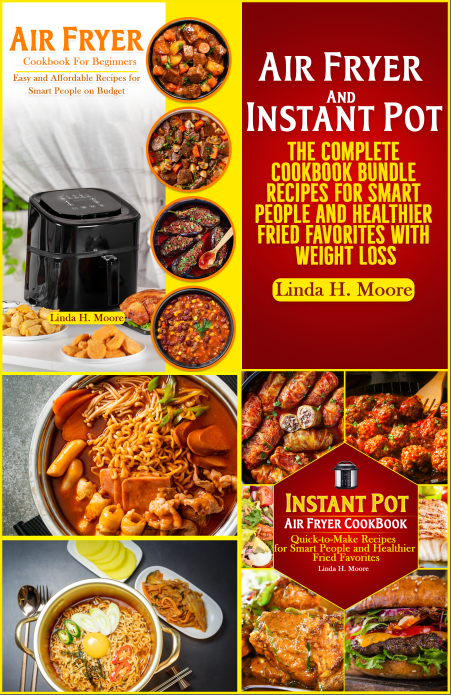 Air Fryer
Cookbook For Beginners
Easy and Affordable Recipes for
Smart People on Budget
Linda H. Moore
Air Fryer
And
Instant Pot
THE COMPLETE
COOKBOOK BUNDLE
RECIPES FOR SMART
PEOPLE AND HEALTHIER
FRIED FAVORITES WITH
WEIGHT LOSS
Linda H. Moore
Instant Pot
Air Fryer CookBook
Quick-to-Make Recipes
for Smart People and Healthier
Fried Favorites
Linda H. Moore